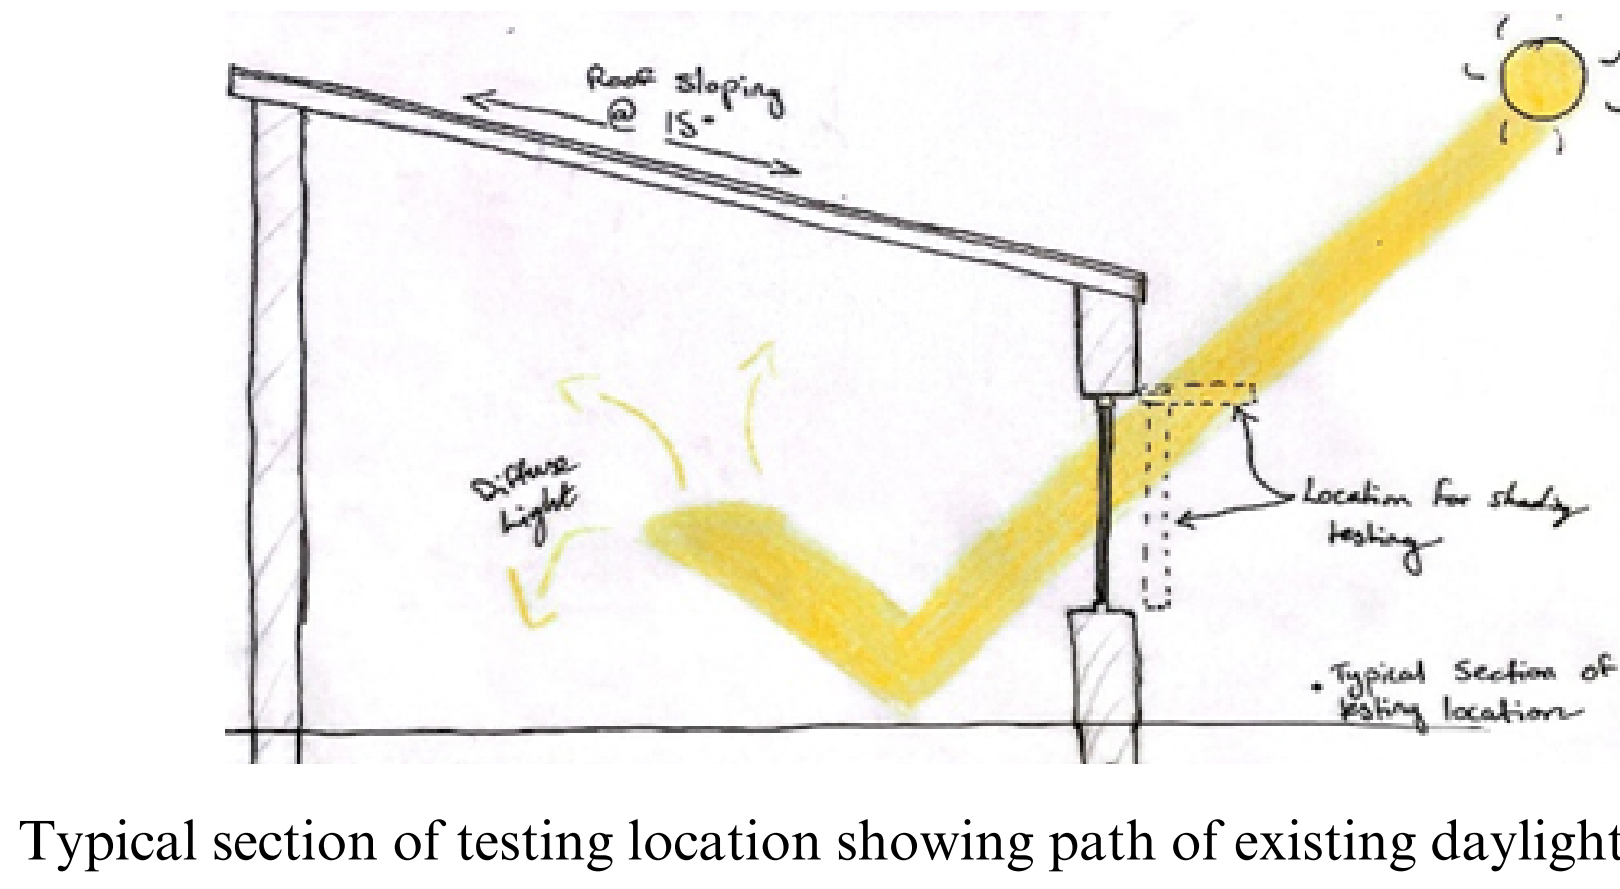 Roof sloping
@ 15°
Diffuse
Light
Location for shading
testing
• Typical Section of
testing location
Typical section of testing location showing path of existing daylight